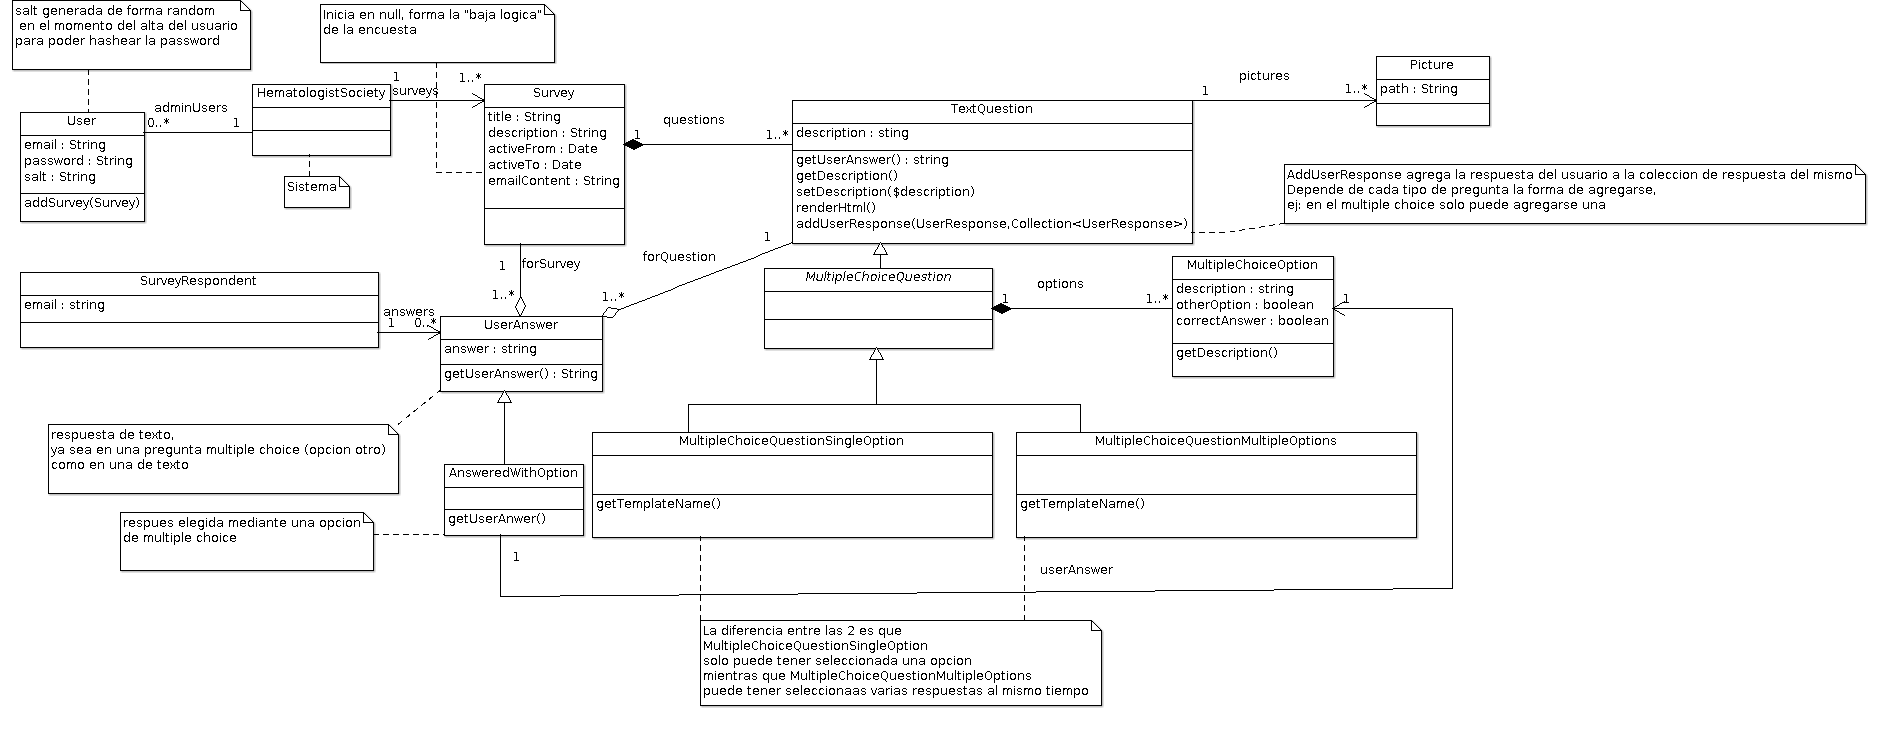 salt generada de forma random
en el momento del alta del usuario
para poder hashear la password
Inicia en null, forma la "baja logica"
de la encuesta
User
email : String
password : String
salt : String
addSurvey(Survey)
adminUsers
0..*
1
HematologistSociety
Sistema
1
surveys
1..*
Survey
title : String
description : String
activeFrom : Date
activeTo : Date
emailContent : String
questions
1
1..*
TextQuestion
description : sting
getUserAnswer() : string
getDescription()
setDescription($description)
renderHtml()
addUserResponse(UserResponse,Collection<UserResponse>)
pictures
1
1..*
Picture
path : String
AddUserResponse agrega la respuesta del usuario a la coleccion de respuesta del mismo
Depende de cada tipo de pregunta la forma de agregarse,
ej: en el multiple choice solo puede agregarse una
SurveyRespondent
email : string
answers
1
0..*
1
forSurvey
1..*
forQuestion
1
1..*
UserAnswer
answer : string
getUserAnswer() : String
MultipleChoiceQuestion
options
1
1..*
MultipleChoiceOption
description : string
otherOption : boolean
correctAnswer : boolean
getDescription()
1
respuesta de texto,
ya sea en una pregunta multiple choice (opcion otro)
como en una de texto
AnsweredWithOption
getUserAnwer()
respues elegida mediante una opcion
de multiple choice
MultipleChoiceQuestionSingleOption
getTemplateName()
MultipleChoiceQuestionMultipleOptions
getTemplateName()
1
userAnswer
La diferencia entre las 2 es que
MultipleChoiceQuestionSingleOption
solo puede tener seleccionada una opcion
mientras que MultipleChoiceQuestionMultipleOptions
puede tener seleccionaas varias respuestas al mismo tiempo